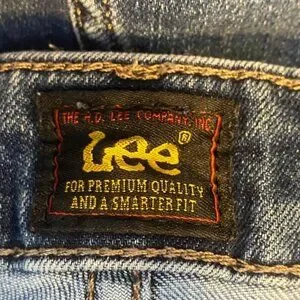 THE H.D. LEE COMPANY, INC.
Lee®
FOR PREMIUM QUALITY
AND A SMARTER FIT